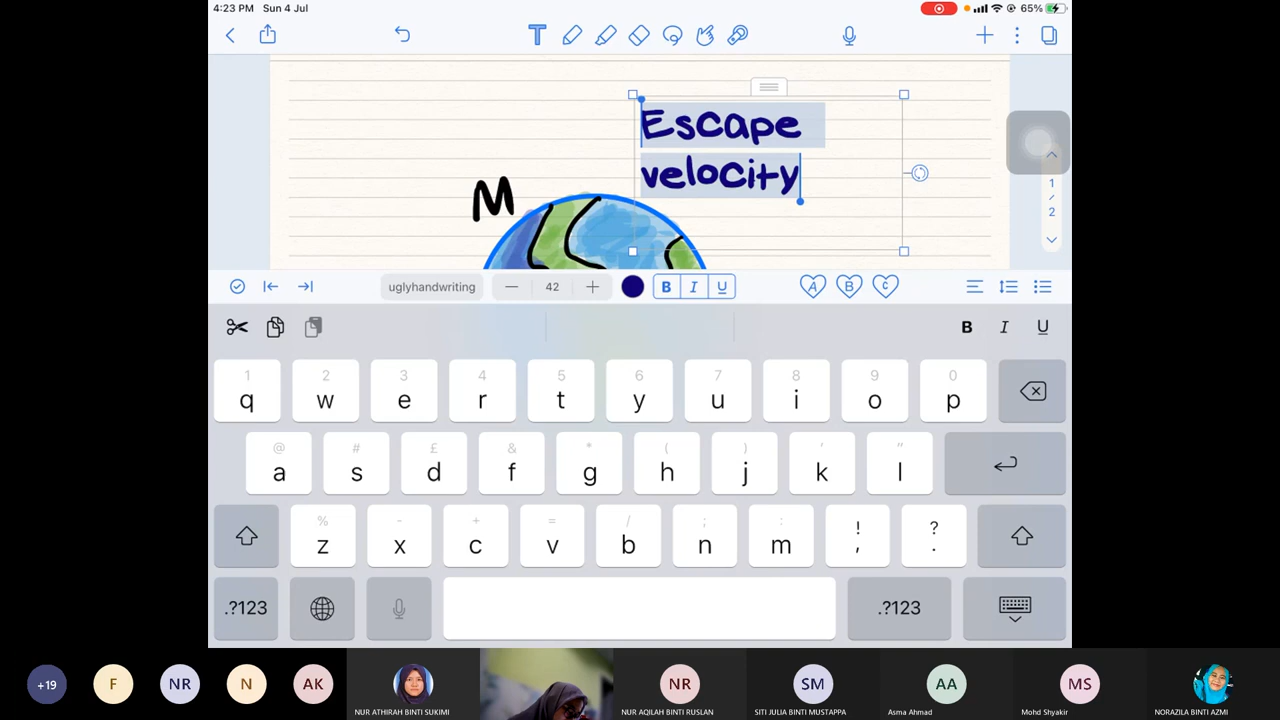 4:23 PM Sun 4 Jul
65%
T
Escape
velocity
M
1
/
2
uglyhandwriting
42
B I U
A B C
B I U
1 2 3 4 5 6 7 8 9 0
q w e r t y u i o p
@ # £ & * ( ) ' "
a s d f g h j k l
% - + = / ; : ! ?
z x c v b n m , .
.?123 .?123
+19 F NR N AK NR SM AA MS
NUR ATHIRAH BINTI SUKIMI NUR AQILAH BINTI RUSLAN SITI JULIA BINTI MUSTAPPA Asma Ahmad Mohd Shyakir NORAZILA BINTI AZMI